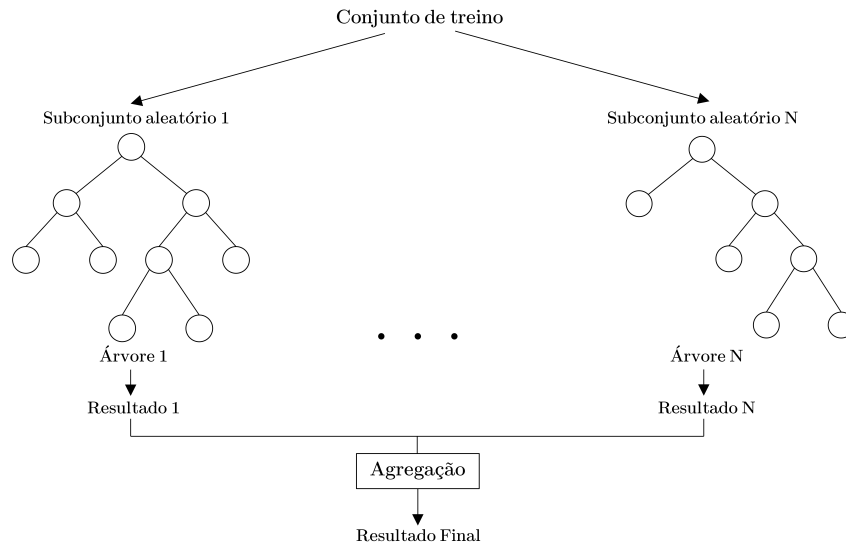 Conjunto de treino
Subconjunto aleatório 1
Subconjunto aleatório N
Árvore 1
Árvore N
Resultado 1
Resultado N
Agregação
Resultado Final